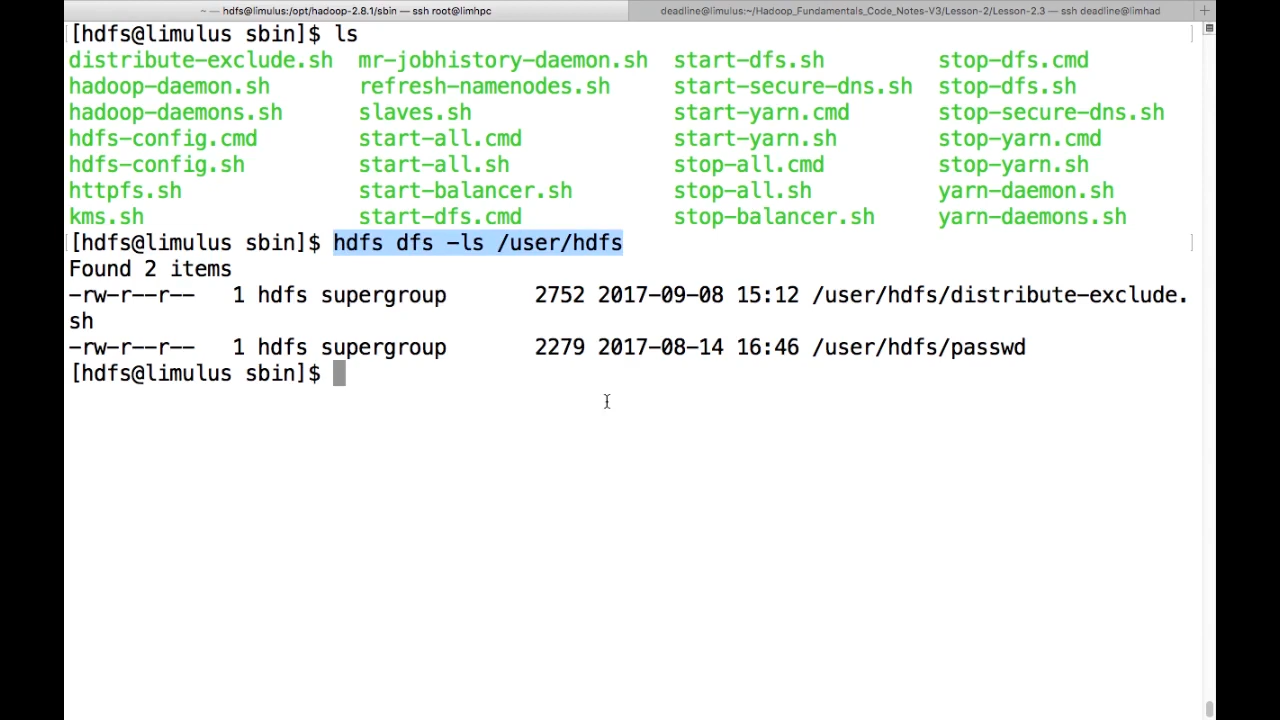 ~ — hdfs@limulus:/opt/hadoop-2.8.1/sbin — ssh root@limhpc deadline@limulus:~/Hadoop_Fundamentals_Code_Notes-V3/Lesson-2/Lesson-2.3 — ssh deadline@limhad +
[hdfs@limulus sbin]$ ls
distribute-exclude.sh mr-jobhistory-daemon.sh start-dfs.sh stop-dfs.cmd
hadoop-daemon.sh refresh-namenodes.sh start-secure-dns.sh stop-dfs.sh
hadoop-daemons.sh slaves.sh start-yarn.cmd stop-secure-dns.sh
hdfs-config.cmd start-all.cmd start-yarn.sh stop-yarn.cmd
hdfs-config.sh start-all.sh stop-all.cmd stop-yarn.sh
httpfs.sh start-balancer.sh stop-all.sh yarn-daemon.sh
kms.sh start-dfs.cmd stop-balancer.sh yarn-daemons.sh
[hdfs@limulus sbin]$ hdfs dfs -ls /user/hdfs
Found 2 items
-rw-r--r-- 1 hdfs supergroup 2752 2017-09-08 15:12 /user/hdfs/distribute-exclude.
sh
-rw-r--r-- 1 hdfs supergroup 2279 2017-08-14 16:46 /user/hdfs/passwd
[hdfs@limulus sbin]$